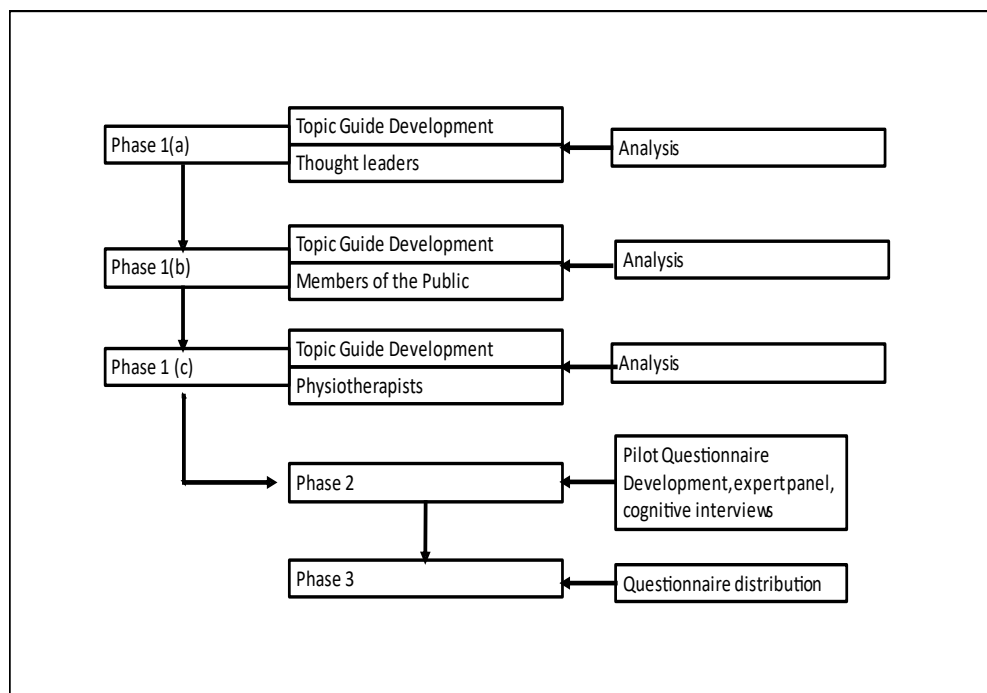 Topic Guide Development
Phase 1(a)
Analysis
Thought leaders
Topic Guide Development
Phase 1(b)
Analysis
Members of the Public
Topic Guide Development
Phase 1 (c)
Analysis
Physiotherapists
Pilot Questionnaire
Development, expert panel,
cognitive interviews
Phase 2
Phase 3
Questionnaire distribution